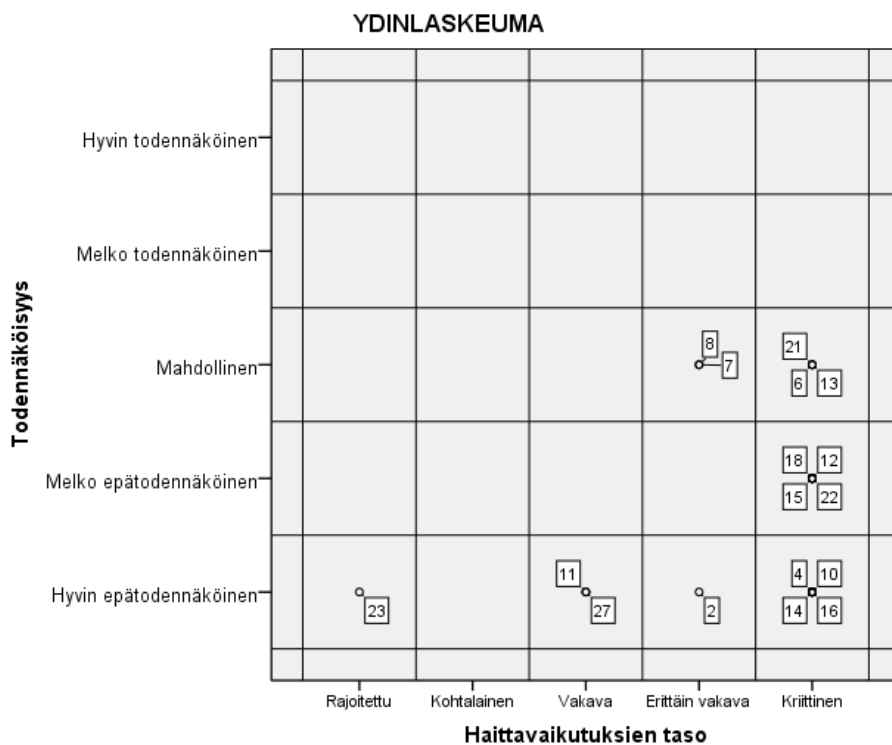 YDINLASKEUMA
Todennäköisyys
Hyvin todennäköinen
Melko todennäköinen
Mahdollinen
8
7
21
6 13
Melko epätodennäköinen
18 12
15 22
Hyvin epätodennäköinen
23
11
27
2
4 10
14 16
Rajoitettu Kohtalainen Vakava Erittäin vakava Kriittinen
Haittavaikutuksien taso